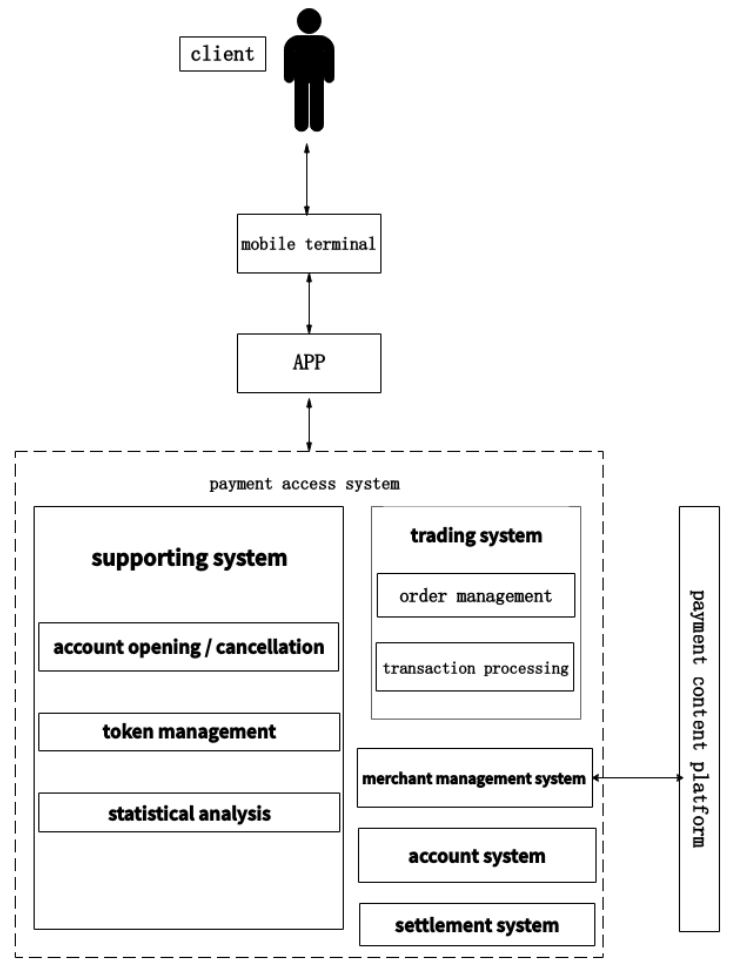 client
mobile terminal
APP
payment access system
supporting system
account opening / cancellation
token management
statistical analysis
trading system
order management
transaction processing
merchant management system
account system
settlement system
payment content platform